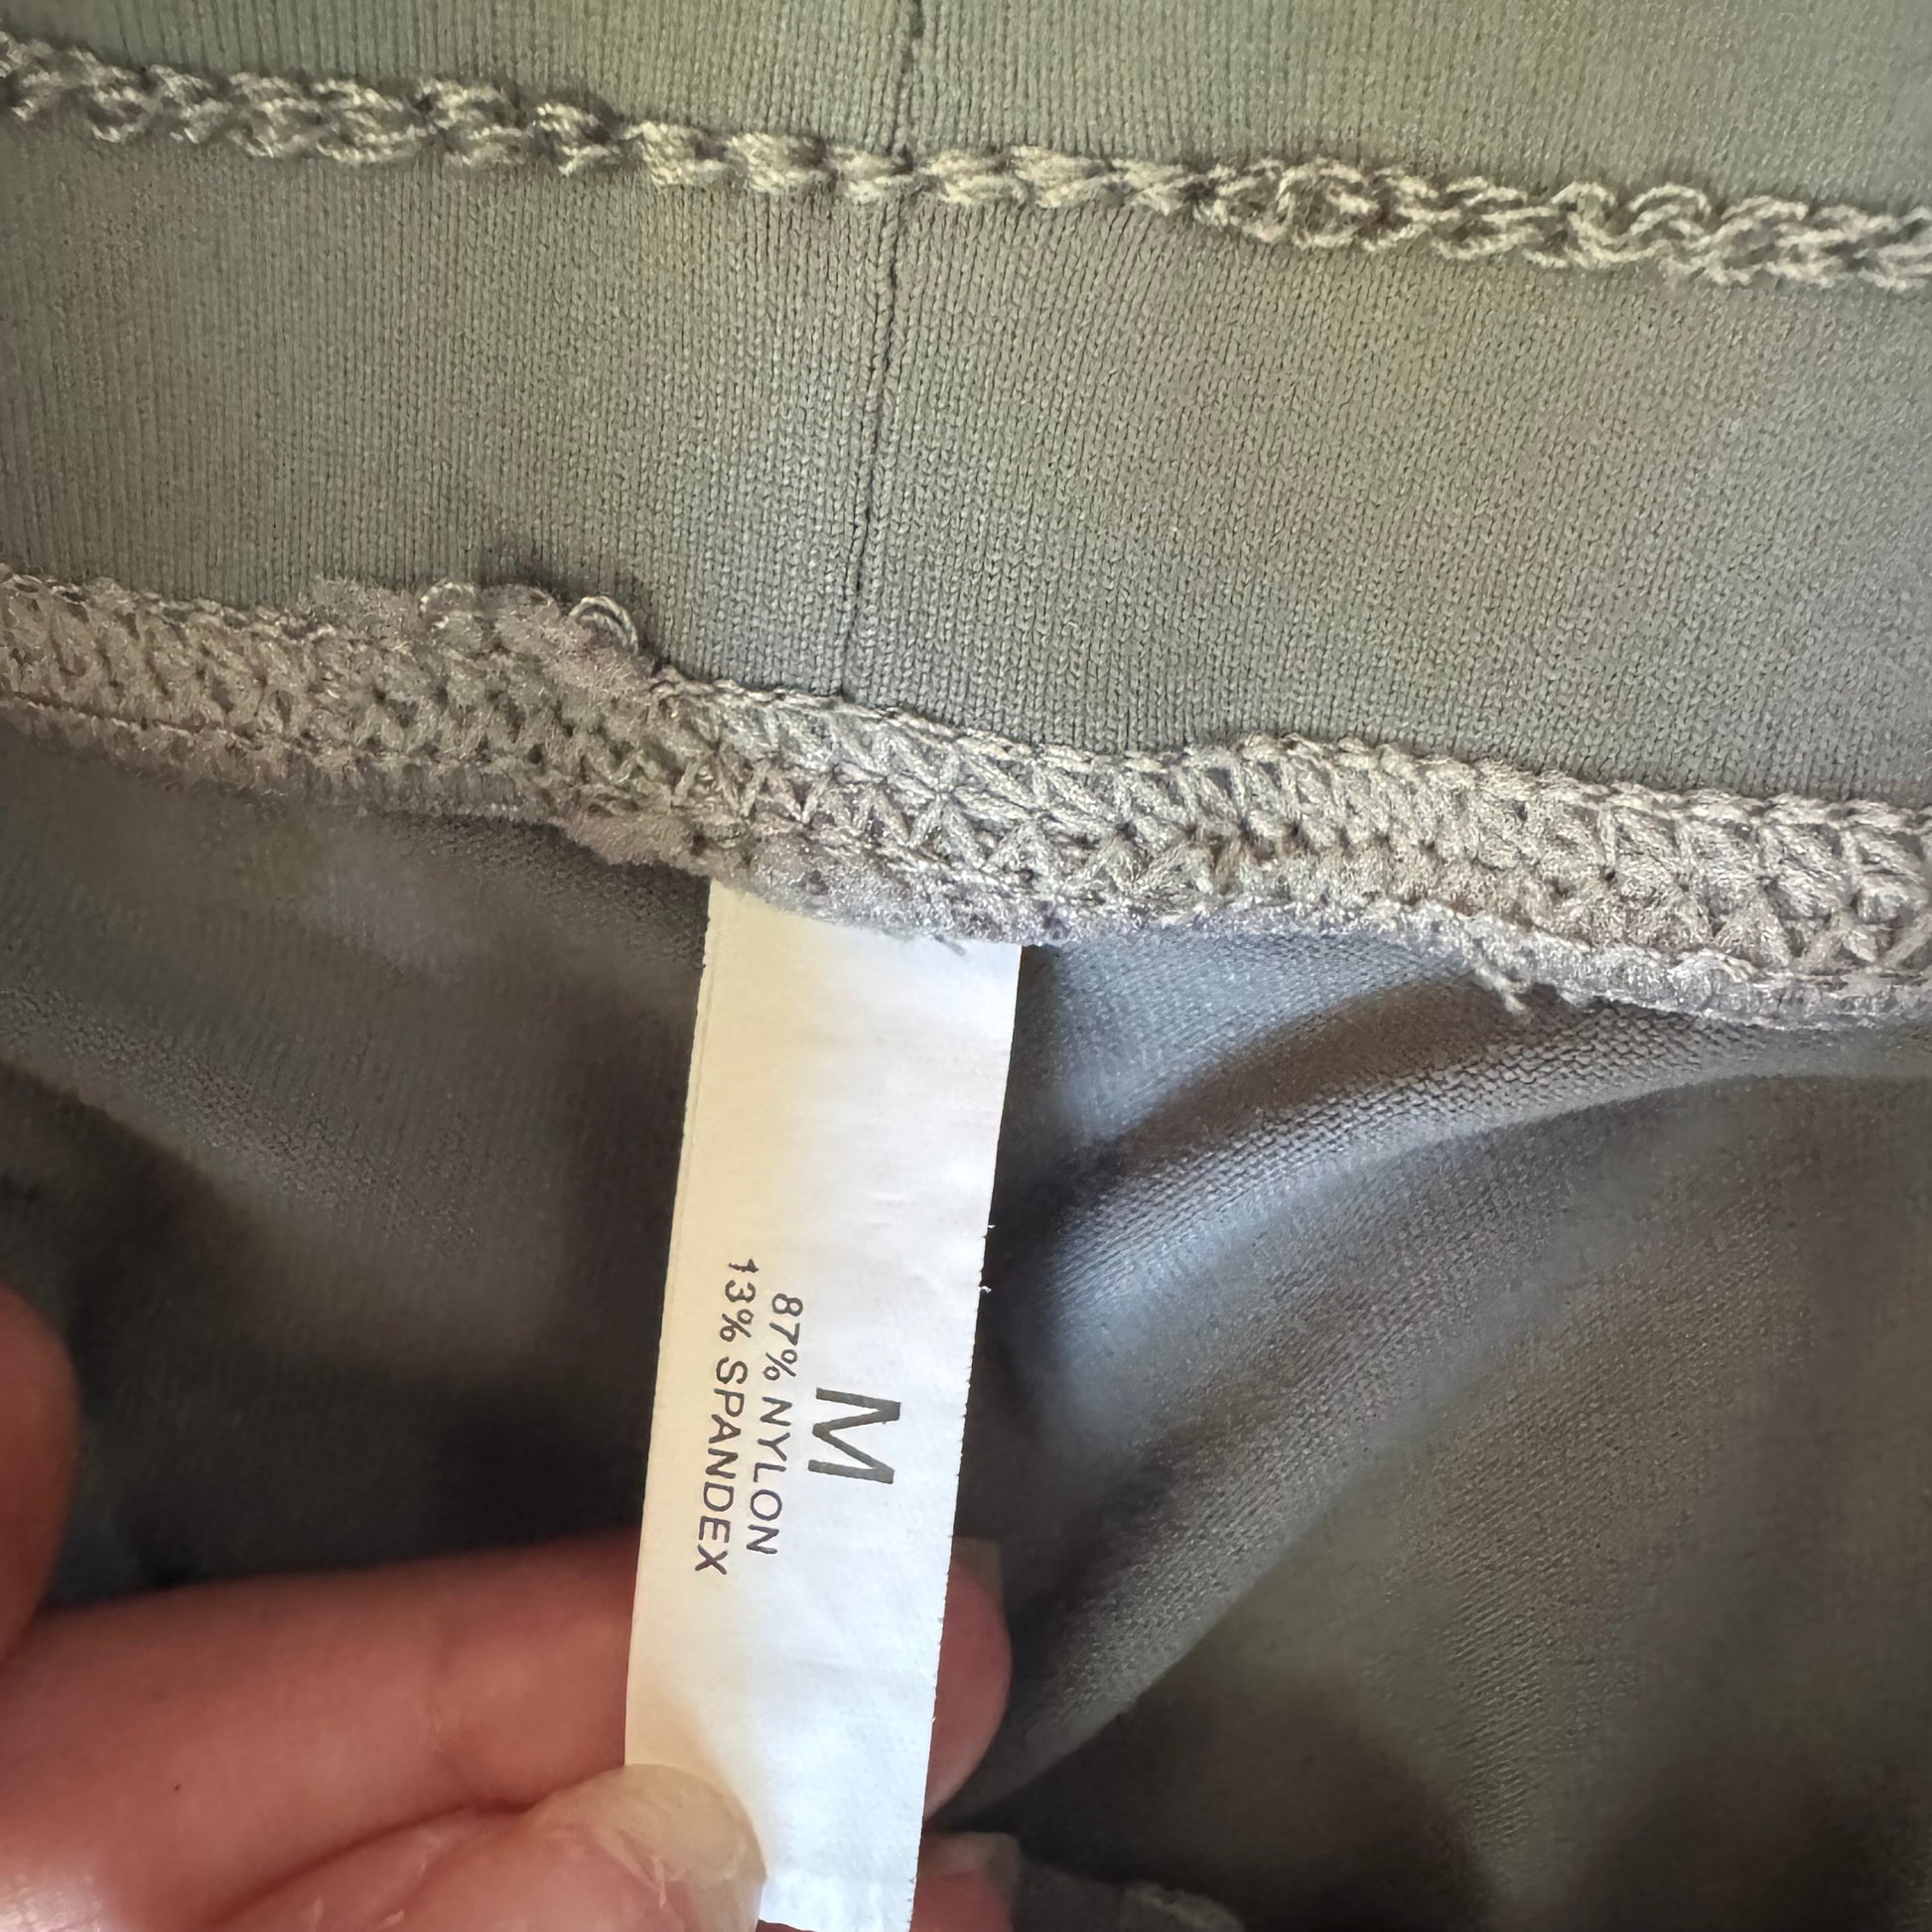 M
87% NYLON
13% SPANDEX